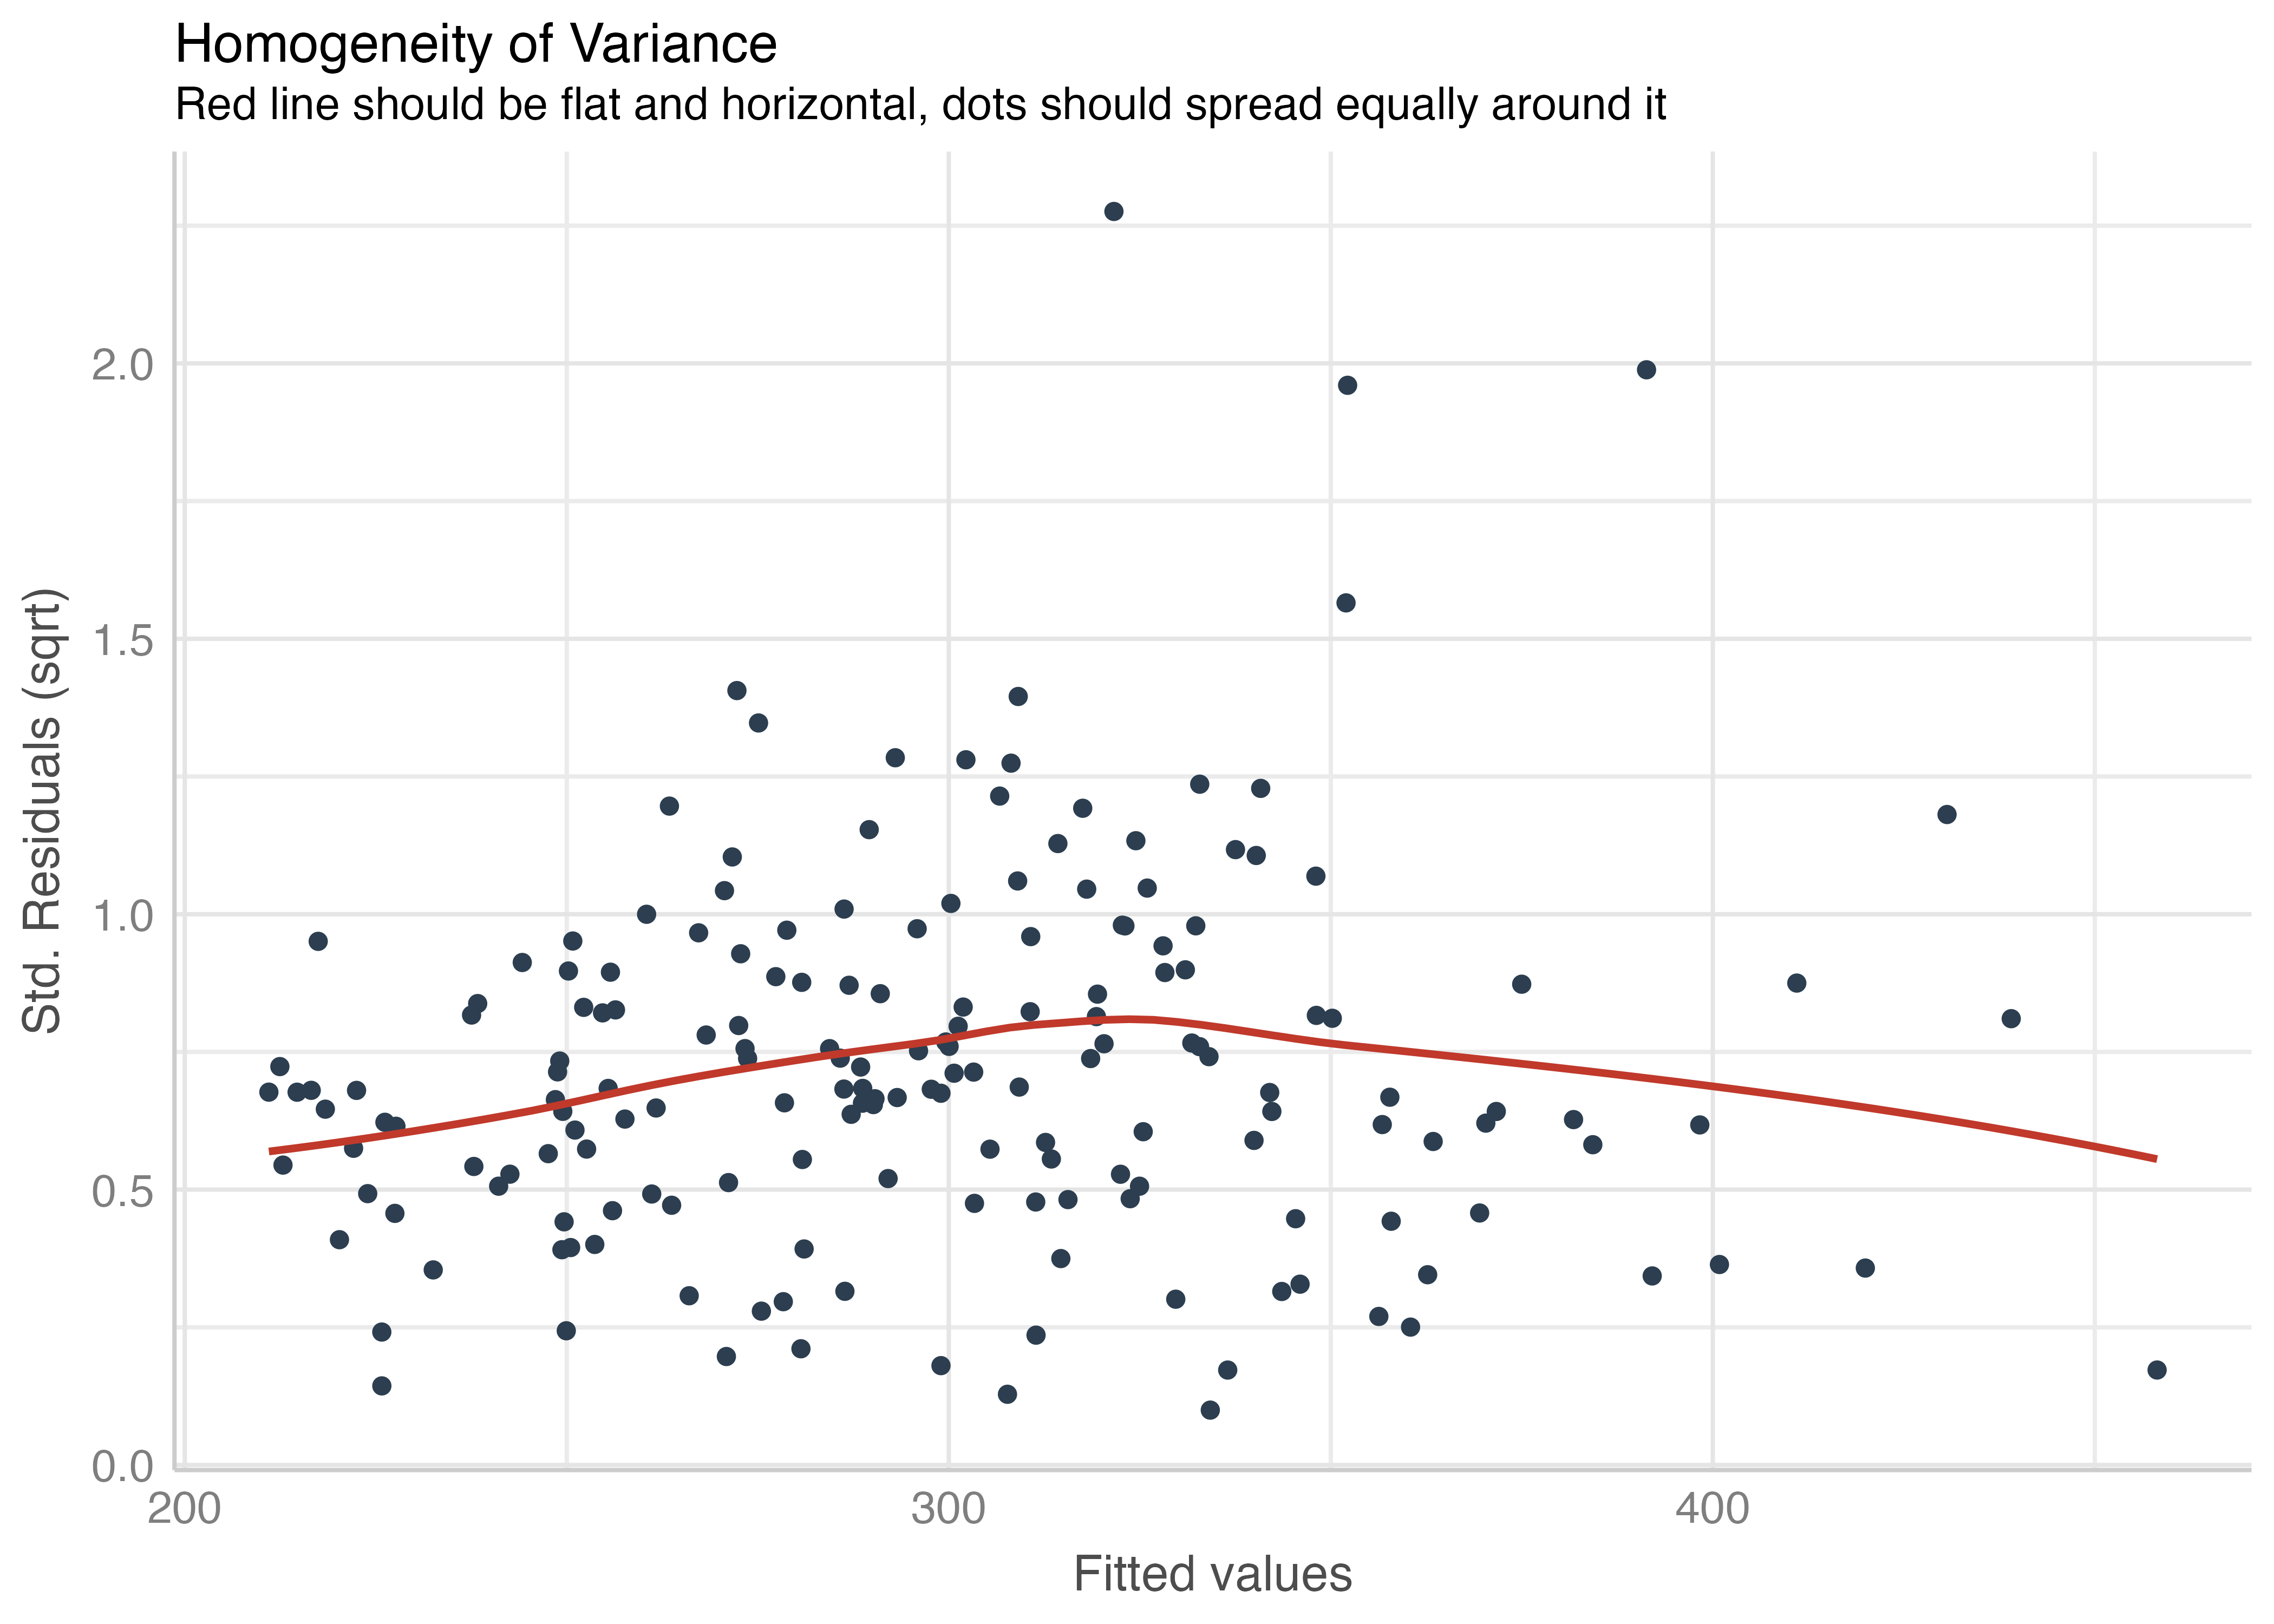 Homogeneity of Variance
Red line should be flat and horizontal, dots should spread equally around it
Std. Residuals (sqrt)
2.0
1.5
1.0
0.5
0.0
200
300
400
Fitted values